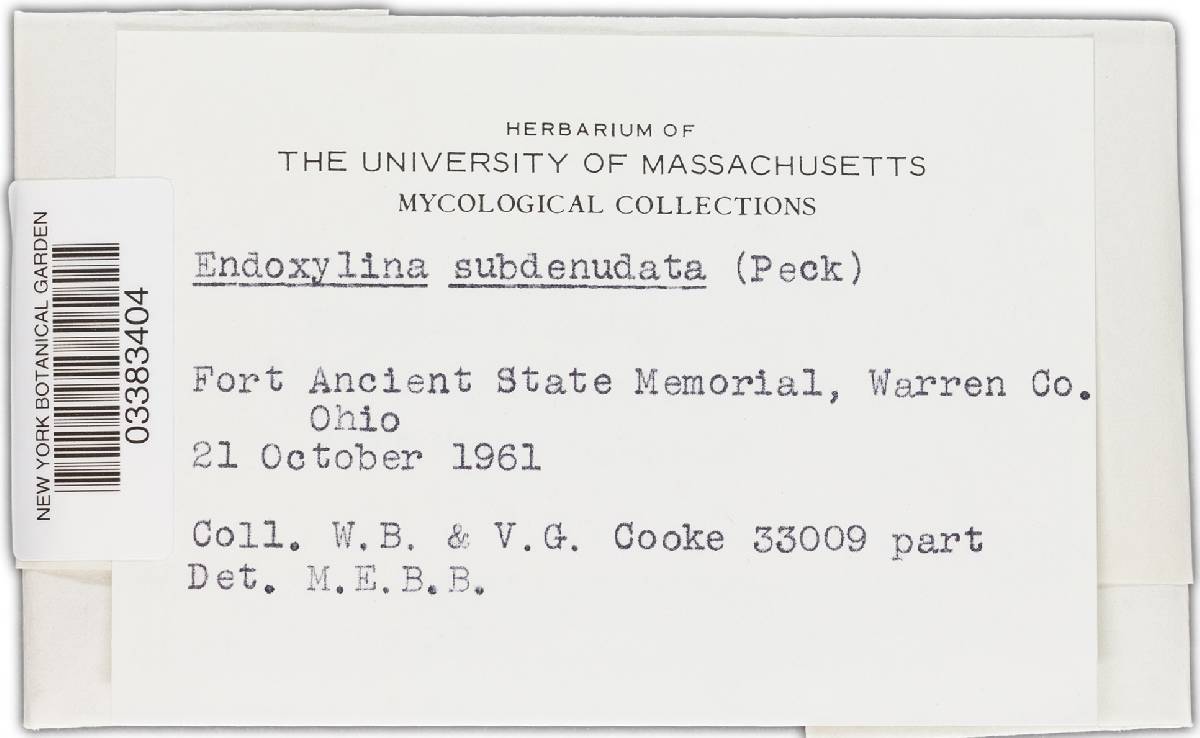 HERBARIUM OF
THE UNIVERSITY OF MASSACHUSETTS
MYCOLOGICAL COLLECTIONS
Endoxylina subdenudata (Peck)
Fort Ancient State Memorial, Warren Co.
Ohio
21 October 1961
Coll. W.B. & V.G. Cooke 33009 part
Det. M.E.B.B.
NEW YORK BOTANICAL GARDEN
03383404